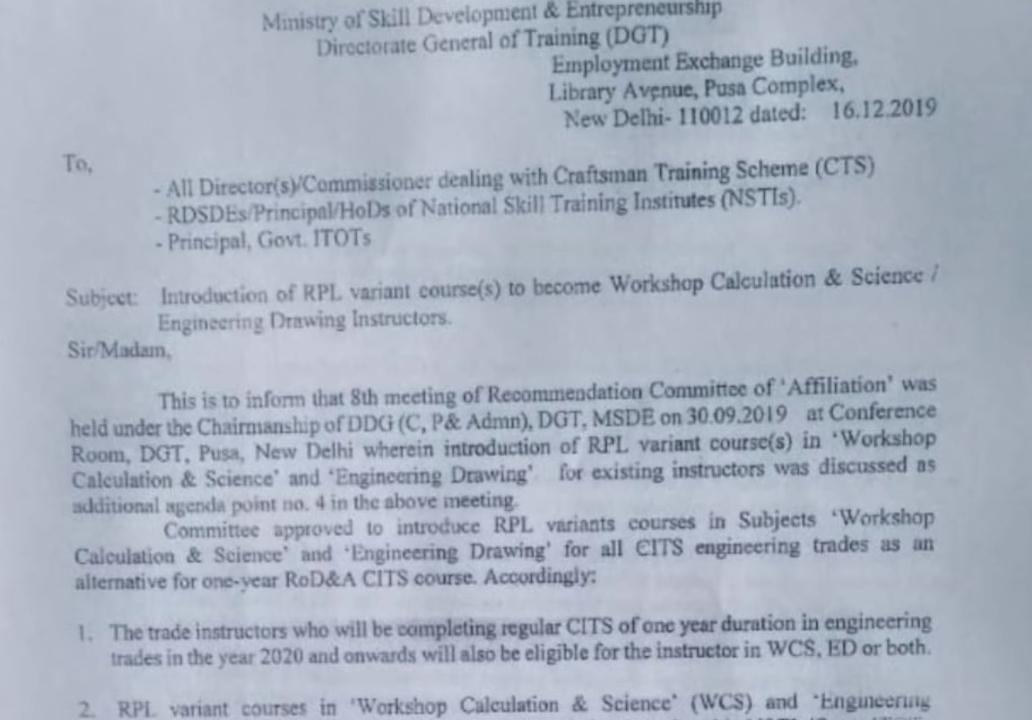 Ministry of Skill Development & Entrepreneurship
Directorate General of Training (DGT)
Employment Exchange Building,
Library Avenue, Pusa Complex,
New Delhi- 110012 dated: 16.12.2019
To,
- All Director(s)/Commissioner dealing with Craftsman Training Scheme (CTS)
- RDSDEs/Principal/HoDs of National Skill Training Institutes (NSTIs).
- Principal, Govt. ITOTs
Subject: Introduction of RPL variant course(s) to become Workshop Calculation & Science /
Engineering Drawing Instructors.
Sir/Madam,
This is to inform that 8th meeting of Recommendation Committee of 'Affiliation' was
held under the Chairmanship of DDG (C, P& Admn), DGT, MSDE on 30.09.2019 at Conference
Room, DGT, Pusa, New Delhi wherein introduction of RPL variant course(s) in 'Workshop
Calculation & Science' and 'Engineering Drawing' for existing instructors was discussed as
additional agenda point no. 4 in the above meeting.
Committee approved to introduce RPL variants courses in Subjects 'Workshop
Calculation & Science' and 'Engineering Drawing' for all CITS engineering trades as an
alternative for one-year RoD&A CITS course. Accordingly:
1. The trade instructors who will be completing regular CITS of one year duration in engineering
trades in the year 2020 and onwards will also be eligible for the instructor in WCS, ED or both.
2. RPL variant courses in 'Workshop Calculation & Science' (WCS) and 'Engineering